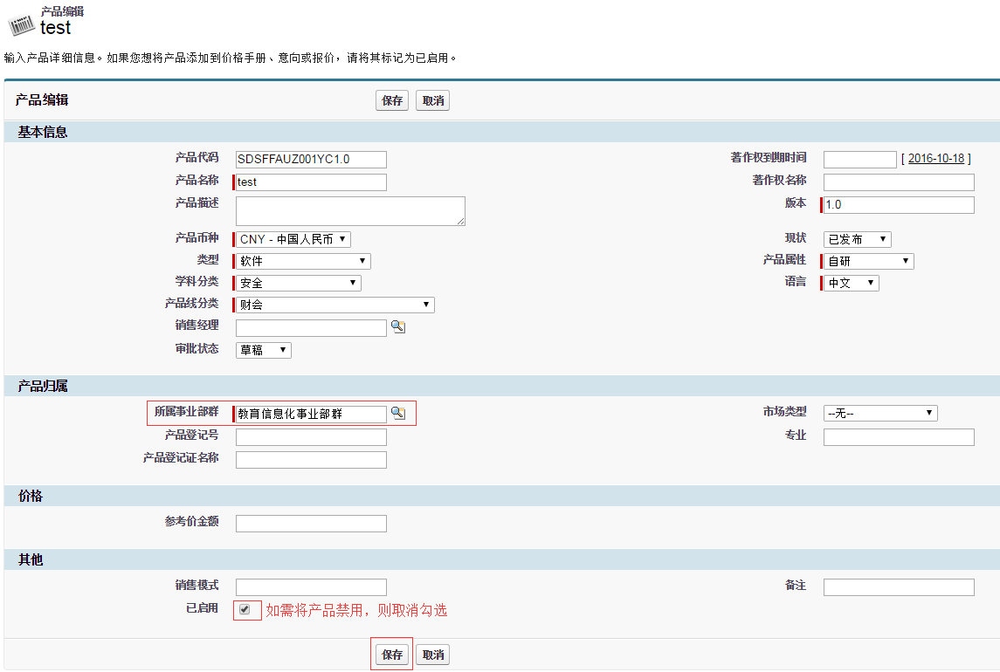 产品编辑
test
输入产品详细信息。如果您想将产品添加到价格手册、意向或报价，请将其标记为已启用。
产品编辑 保存 取消
基本信息
产品代码 SDSFFAUZ001YC1.0 著作权到期时间 [ 2016-10-18 ]
产品名称 test 著作权名称
产品描述 版本 1.0
产品币种 CNY - 中国人民币 现状 已发布
类型 软件 产品属性 自研
学科分类 安全 语言 中文
产品线分类 财会
销售经理
审批状态 草稿
产品归属
所属事业部群 教育信息化事业部群 市场类型 --无--
产品登记号 专业
产品登记证名称
价格
参考价金额
其他
销售模式 备注
已启用 如需将产品禁用，则取消勾选
保存 取消